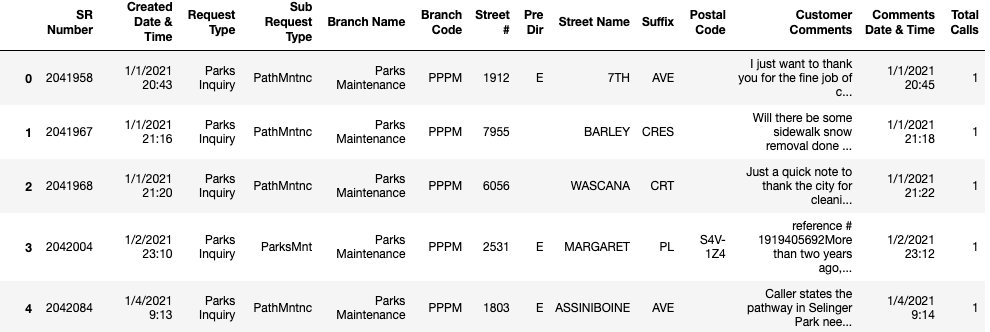 SR Number Created Date & Time Request Type Sub Request Type Branch Name Branch Code Street # Pre Dir Street Name Suffix Postal Code Customer Comments Comments Date & Time Total Calls
0 2041958 1/1/2021 20:43 Parks Inquiry PathMntnc Parks Maintenance PPPM 1912 E 7TH AVE I just want to thank you for the fine job of c... 1/1/2021 20:45 1
1 2041967 1/1/2021 21:16 Parks Inquiry PathMntnc Parks Maintenance PPPM 7955 BARLEY CRES Will there be some sidewalk snow removal done ... 1/1/2021 21:18 1
2 2041968 1/1/2021 21:20 Parks Inquiry PathMntnc Parks Maintenance PPPM 6056 WASCANA CRT Just a quick note to thank the city for cleani... 1/1/2021 21:22 1
3 2042004 1/2/2021 23:10 Parks Inquiry ParksMnt Parks Maintenance PPPM 2531 E MARGARET PL S4V-1Z4 reference # 1919405692More than two years ago,... 1/2/2021 23:12 1
4 2042084 1/4/2021 9:13 Parks Inquiry PathMntnc Parks Maintenance PPPM 1803 E ASSINIBOINE AVE Caller states the pathway in Selinger Park nee... 1/4/2021 9:14 1